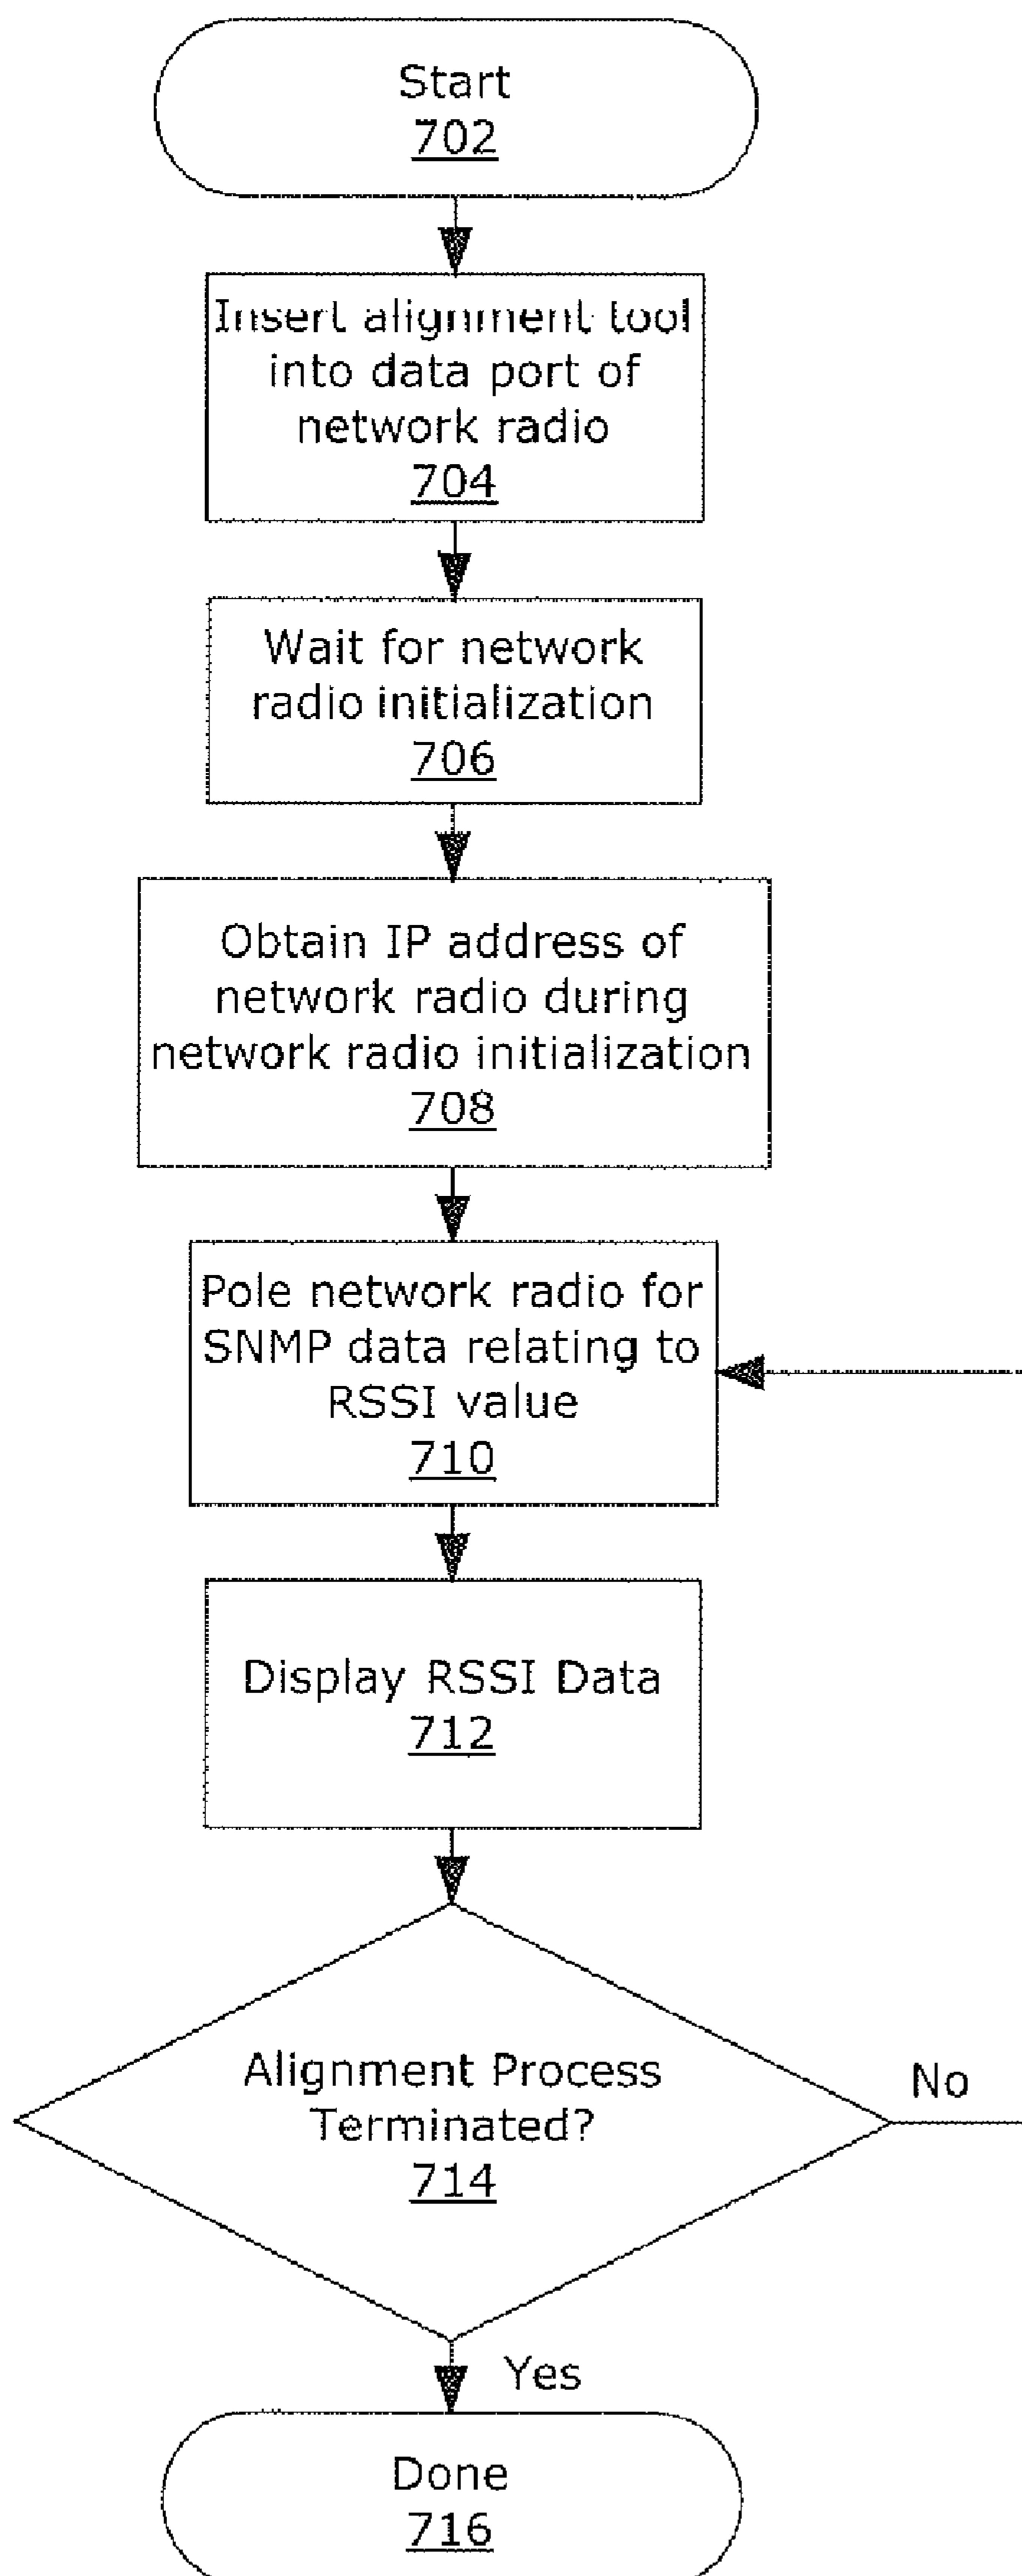 Start
702
Insert alignment tool
into data port of
network radio
704
Wait for network
radio initialization
706
Obtain IP address of
network radio during
network radio initialization
708
Pole network radio for
SNMP data relating to
RSSI value
710
Display RSSI Data
712
Alignment Process
Terminated?
714
No
Yes
Done
716